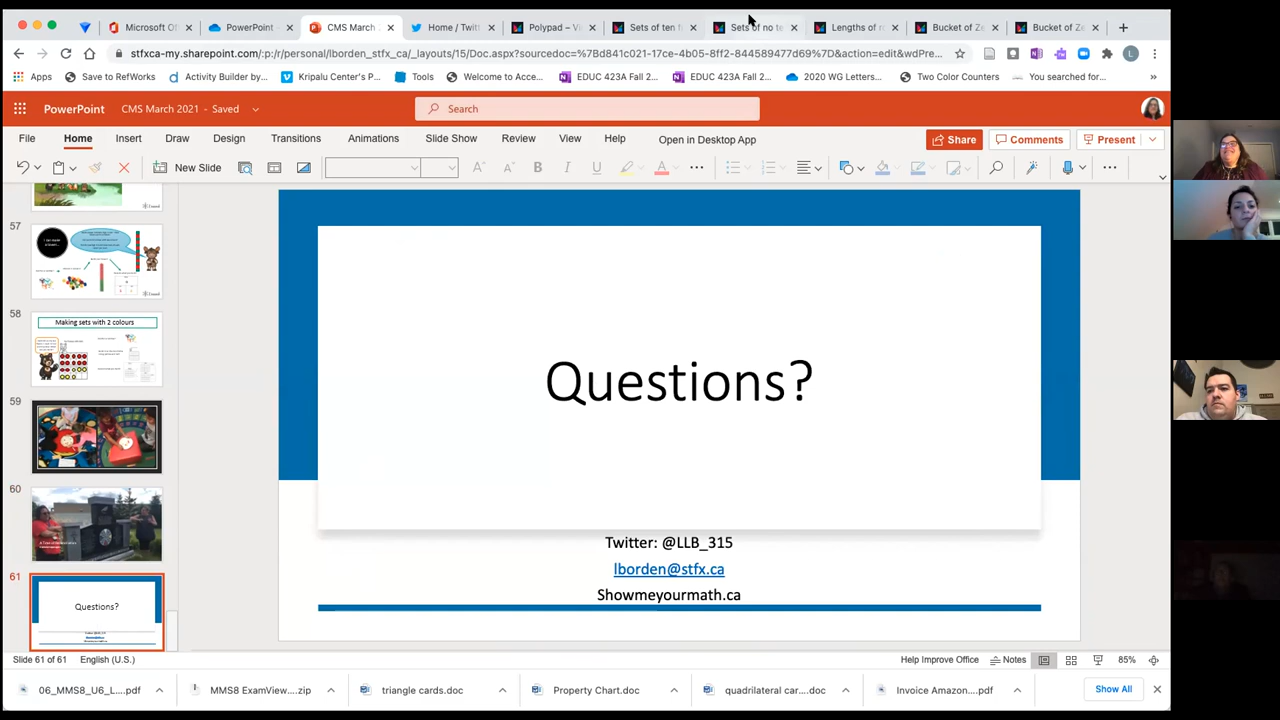 Microsoft Of
PowerPoint -
CMS March
Home / Twitt
Polypad – Vi
Sets of ten f
Sets of no te
Lengths of r
Bucket of Ze
Bucket of Ze
stfxca-my.sharepoint.com/:p:/r/personal/lborden_stfx_ca/_layouts/15/Doc.aspx?sourcedoc=%7Bd841c021-17ce-4b05-8ff2-844589477d69%7D&action=edit&wdPre...
Apps
Save to RefWorks
Activity Builder by...
Kripalu Center's P...
Tools
Welcome to Acce...
EDUC 423A Fall 2...
EDUC 423A Fall 2...
2020 WG Letters...
Two Color Counters
You searched for...
PowerPoint
CMS March 2021 - Saved
Search
File
Home
Insert
Draw
Design
Transitions
Animations
Slide Show
Review
View
Help
Open in Desktop App
Share
Comments
Present
New Slide
57
58
Making sets with 2 colours
59
60
61
Questions?
Questions?
Twitter: @LLB_315
lborden@stfx.ca
Showmeyourmath.ca
Slide 61 of 61
English (U.S.)
Help Improve Office
Notes
85%
06_MMS8_U6_L....pdf
MMS8 ExamView....zip
triangle cards.doc
Property Chart.doc
quadrilateral car....doc
Invoice Amazon....pdf
Show All